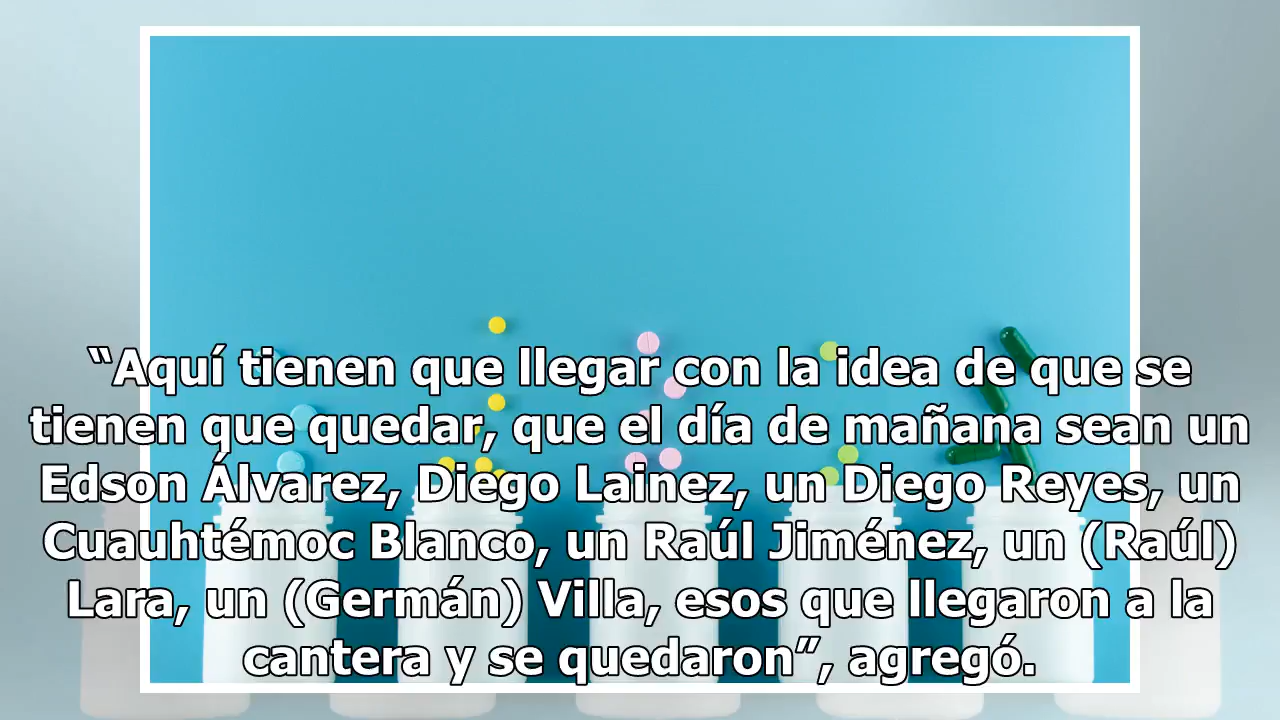 “Aquí tienen que llegar con la idea de que se
tienen que quedar, que el día de mañana sean un
Edson Álvarez, Diego Lainez, un Diego Reyes, un
Cuauhtémoc Blanco, un Raúl Jiménez, un (Raúl)
Lara, un (Germán) Villa, esos que llegaron a la
cantera y se quedaron”, agregó.